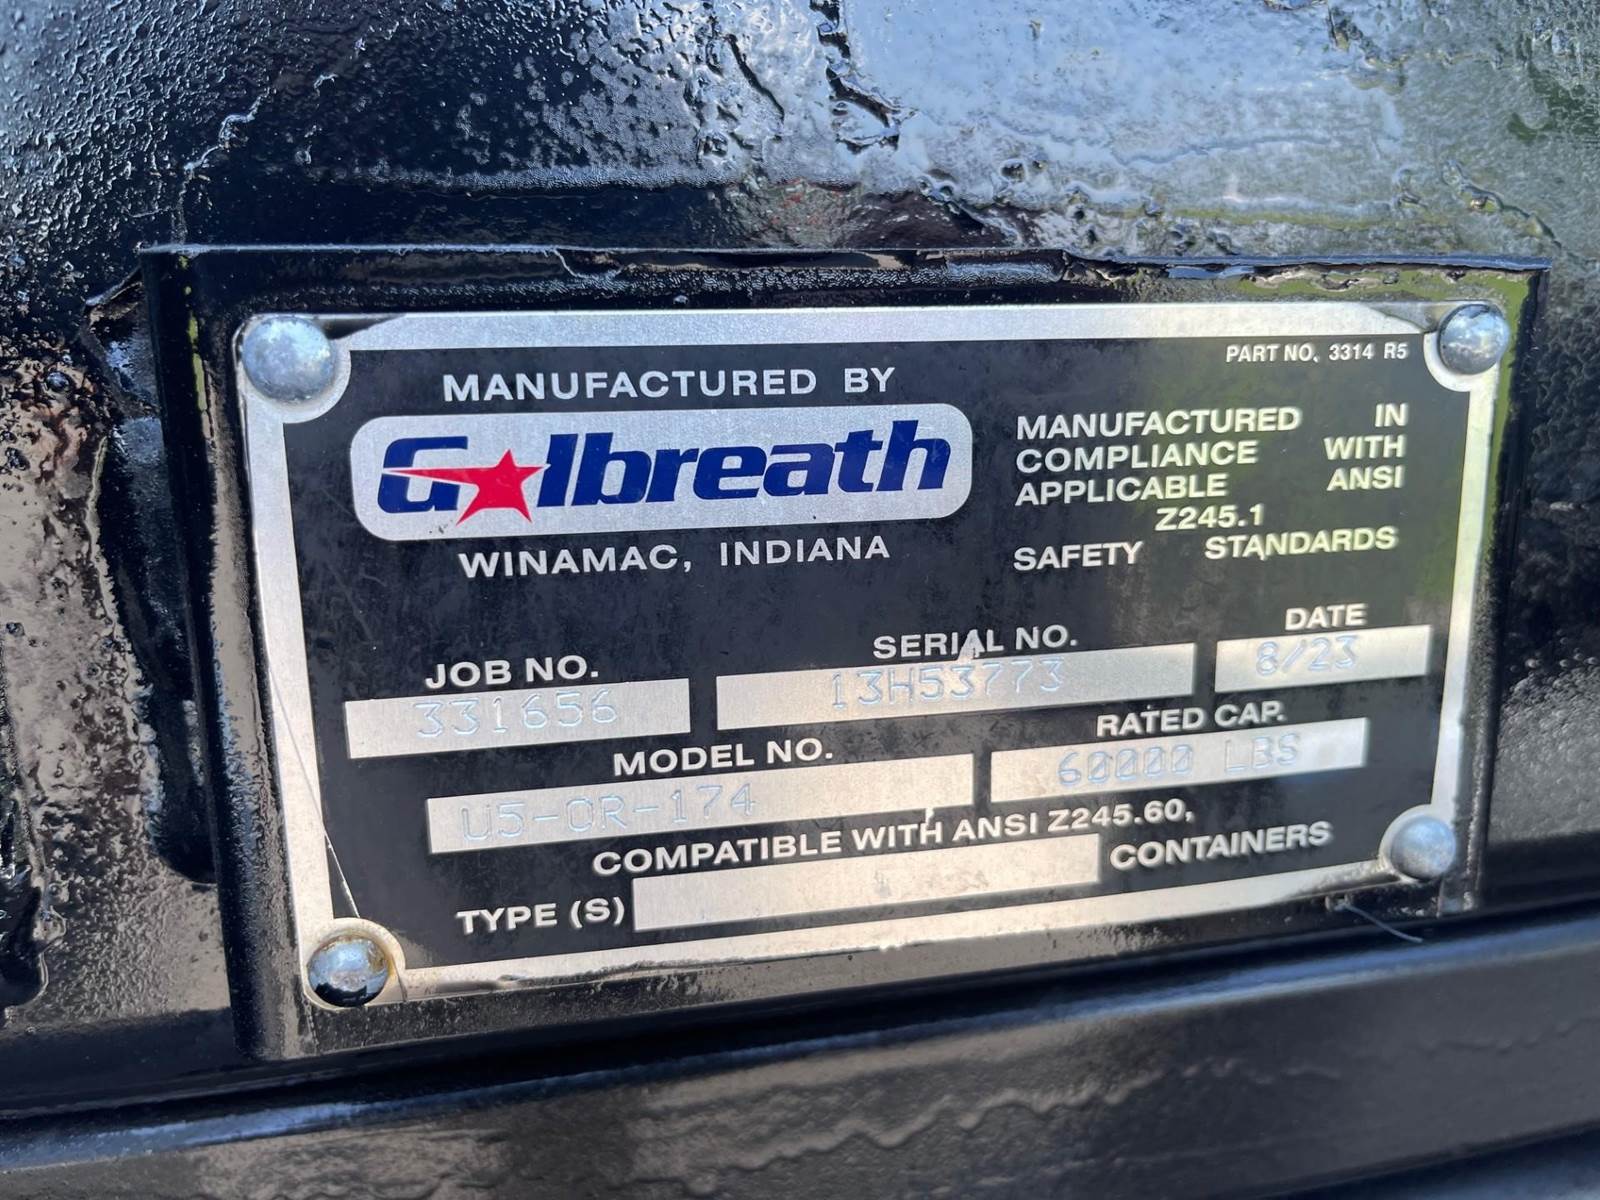 PART NO. 3314 R5
MANUFACTURED BY
Galbreath
WINAMAC, INDIANA
MANUFACTURED IN
COMPLIANCE WITH
APPLICABLE ANSI
Z245.1
SAFETY STANDARDS
JOB NO. SERIAL NO. DATE
331656 13H53773 8/23
MODEL NO. RATED CAP.
U5-OR-174 60000 LBS
COMPATIBLE WITH ANSI Z245.60,
TYPE (S) CONTAINERS